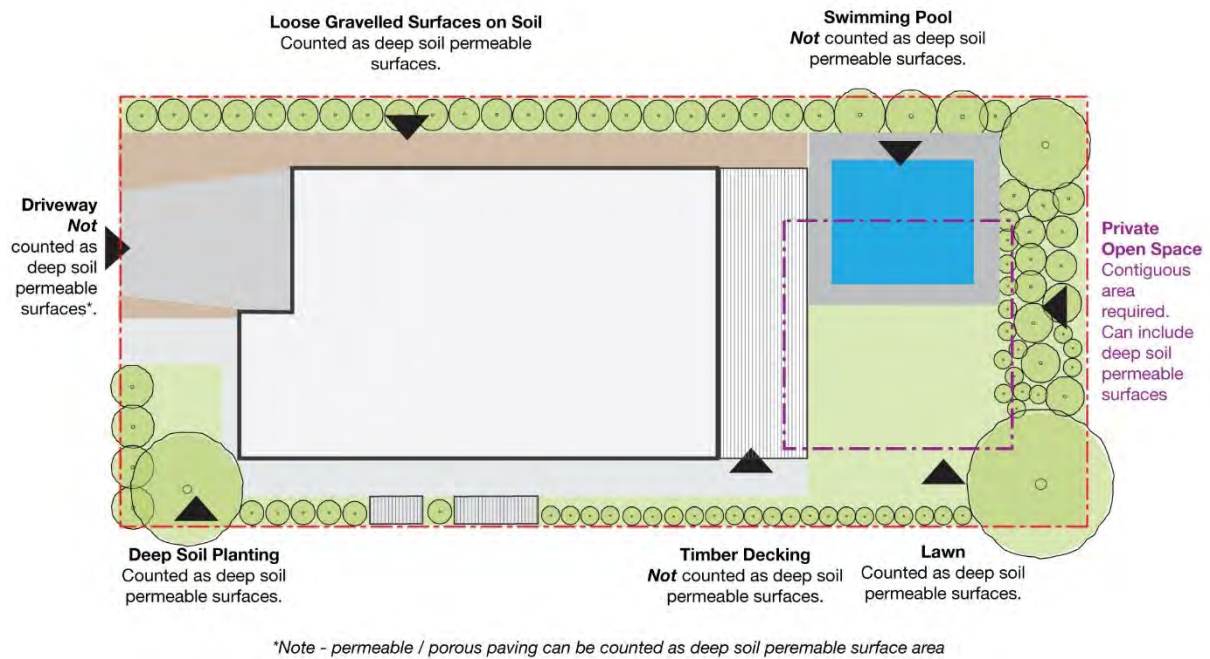 Loose Gravelled Surfaces on Soil
Counted as deep soil permeable
surfaces.
Swimming Pool
Not counted as deep soil
permeable surfaces.
Driveway
Not
counted as
deep soil
permeable
surfaces*.
Private
Open Space
Contiguous
area
required.
Can include
deep soil
permeable
surfaces
Deep Soil Planting
Counted as deep soil
permeable surfaces.
Timber Decking
Not counted as deep soil
permeable surfaces.
Lawn
Counted as deep soil
permeable surfaces.
*Note - permeable / porous paving can be counted as deep soil peremable surface area